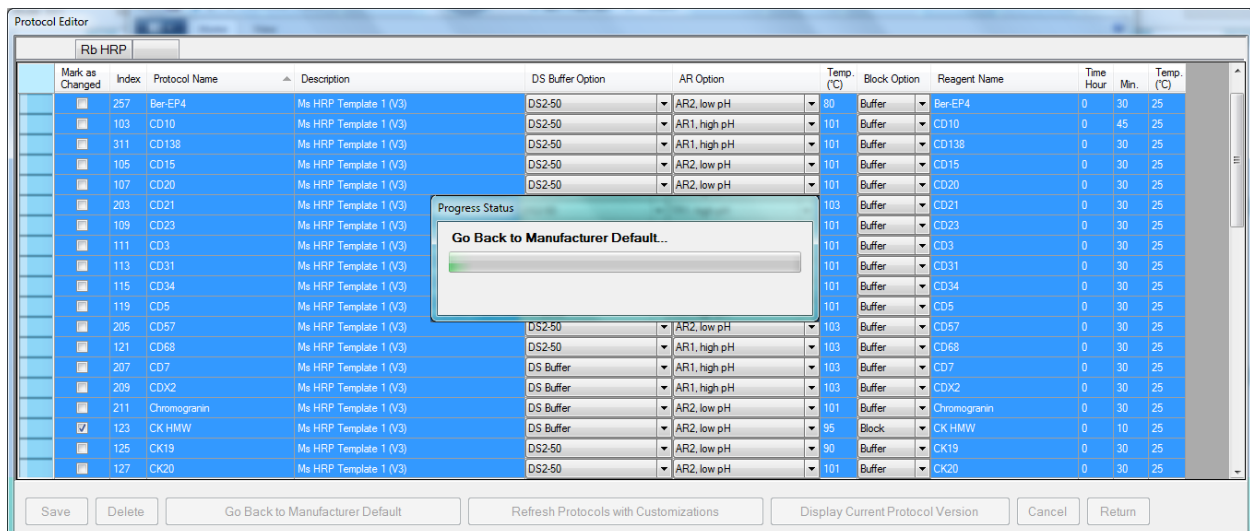 Protocol Editor
Rb HRP
Mark as Changed Index Protocol Name Description DS Buffer Option AR Option Temp. (°C) Block Option Reagent Name Time Hour Min. Temp. (°C)
257 Ber-EP4 Ms HRP Template 1 (V3) DS2-50 AR2, low pH 80 Buffer Ber-EP4 0 30 25
103 CD10 Ms HRP Template 1 (V3) DS2-50 AR1, high pH 101 Buffer CD10 0 45 25
311 CD138 Ms HRP Template 1 (V3) DS2-50 AR1, high pH 101 Buffer CD138 0 30 25
105 CD15 Ms HRP Template 1 (V3) DS2-50 AR2, low pH 101 Buffer CD15 0 30 25
107 CD20 Ms HRP Template 1 (V3) DS2-50 AR2, low pH 101 Buffer CD20 0 30 25
203 CD21 Ms HRP Template 1 (V3) 103 Buffer CD21 0 30 25
109 CD23 Ms HRP Template 1 (V3) 101 Buffer CD23 0 30 25
111 CD3 Ms HRP Template 1 (V3) 101 Buffer CD3 0 30 25
113 CD31 Ms HRP Template 1 (V3) 101 Buffer CD31 0 30 25
115 CD34 Ms HRP Template 1 (V3) 101 Buffer CD34 0 30 25
119 CD5 Ms HRP Template 1 (V3) 101 Buffer CD5 0 30 25
Progress Status
Go Back to Manufacturer Default...
205 CD57 Ms HRP Template 1 (V3) DS2-50 AR2, low pH 103 Buffer CD57 0 30 25
121 CD68 Ms HRP Template 1 (V3) DS2-50 AR1, high pH 103 Buffer CD68 0 30 25
207 CD7 Ms HRP Template 1 (V3) DS Buffer AR1, high pH 103 Buffer CD7 0 30 25
209 CDX2 Ms HRP Template 1 (V3) DS Buffer AR1, high pH 103 Buffer CDX2 0 30 25
211 Chromogranin Ms HRP Template 1 (V3) DS Buffer AR2, low pH 101 Buffer Chromogranin 0 30 25
123 CK HMW Ms HRP Template 1 (V3) DS Buffer AR2, low pH 95 Block CK HMW 0 10 25
125 CK19 Ms HRP Template 1 (V3) DS2-50 AR2, low pH 90 Buffer CK19 0 30 25
127 CK20 Ms HRP Template 1 (V3) DS2-50 AR2, low pH 101 Buffer CK20 0 30 25
Save Delete Go Back to Manufacturer Default Refresh Protocols with Customizations Display Current Protocol Version Cancel Return